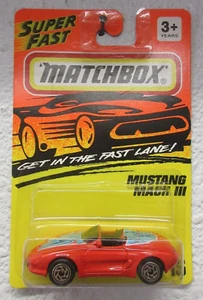 SUPER
FAST
3+
YEARS
MATCHBOX
GET IN THE FAST LANE!
MUSTANG
MACH III